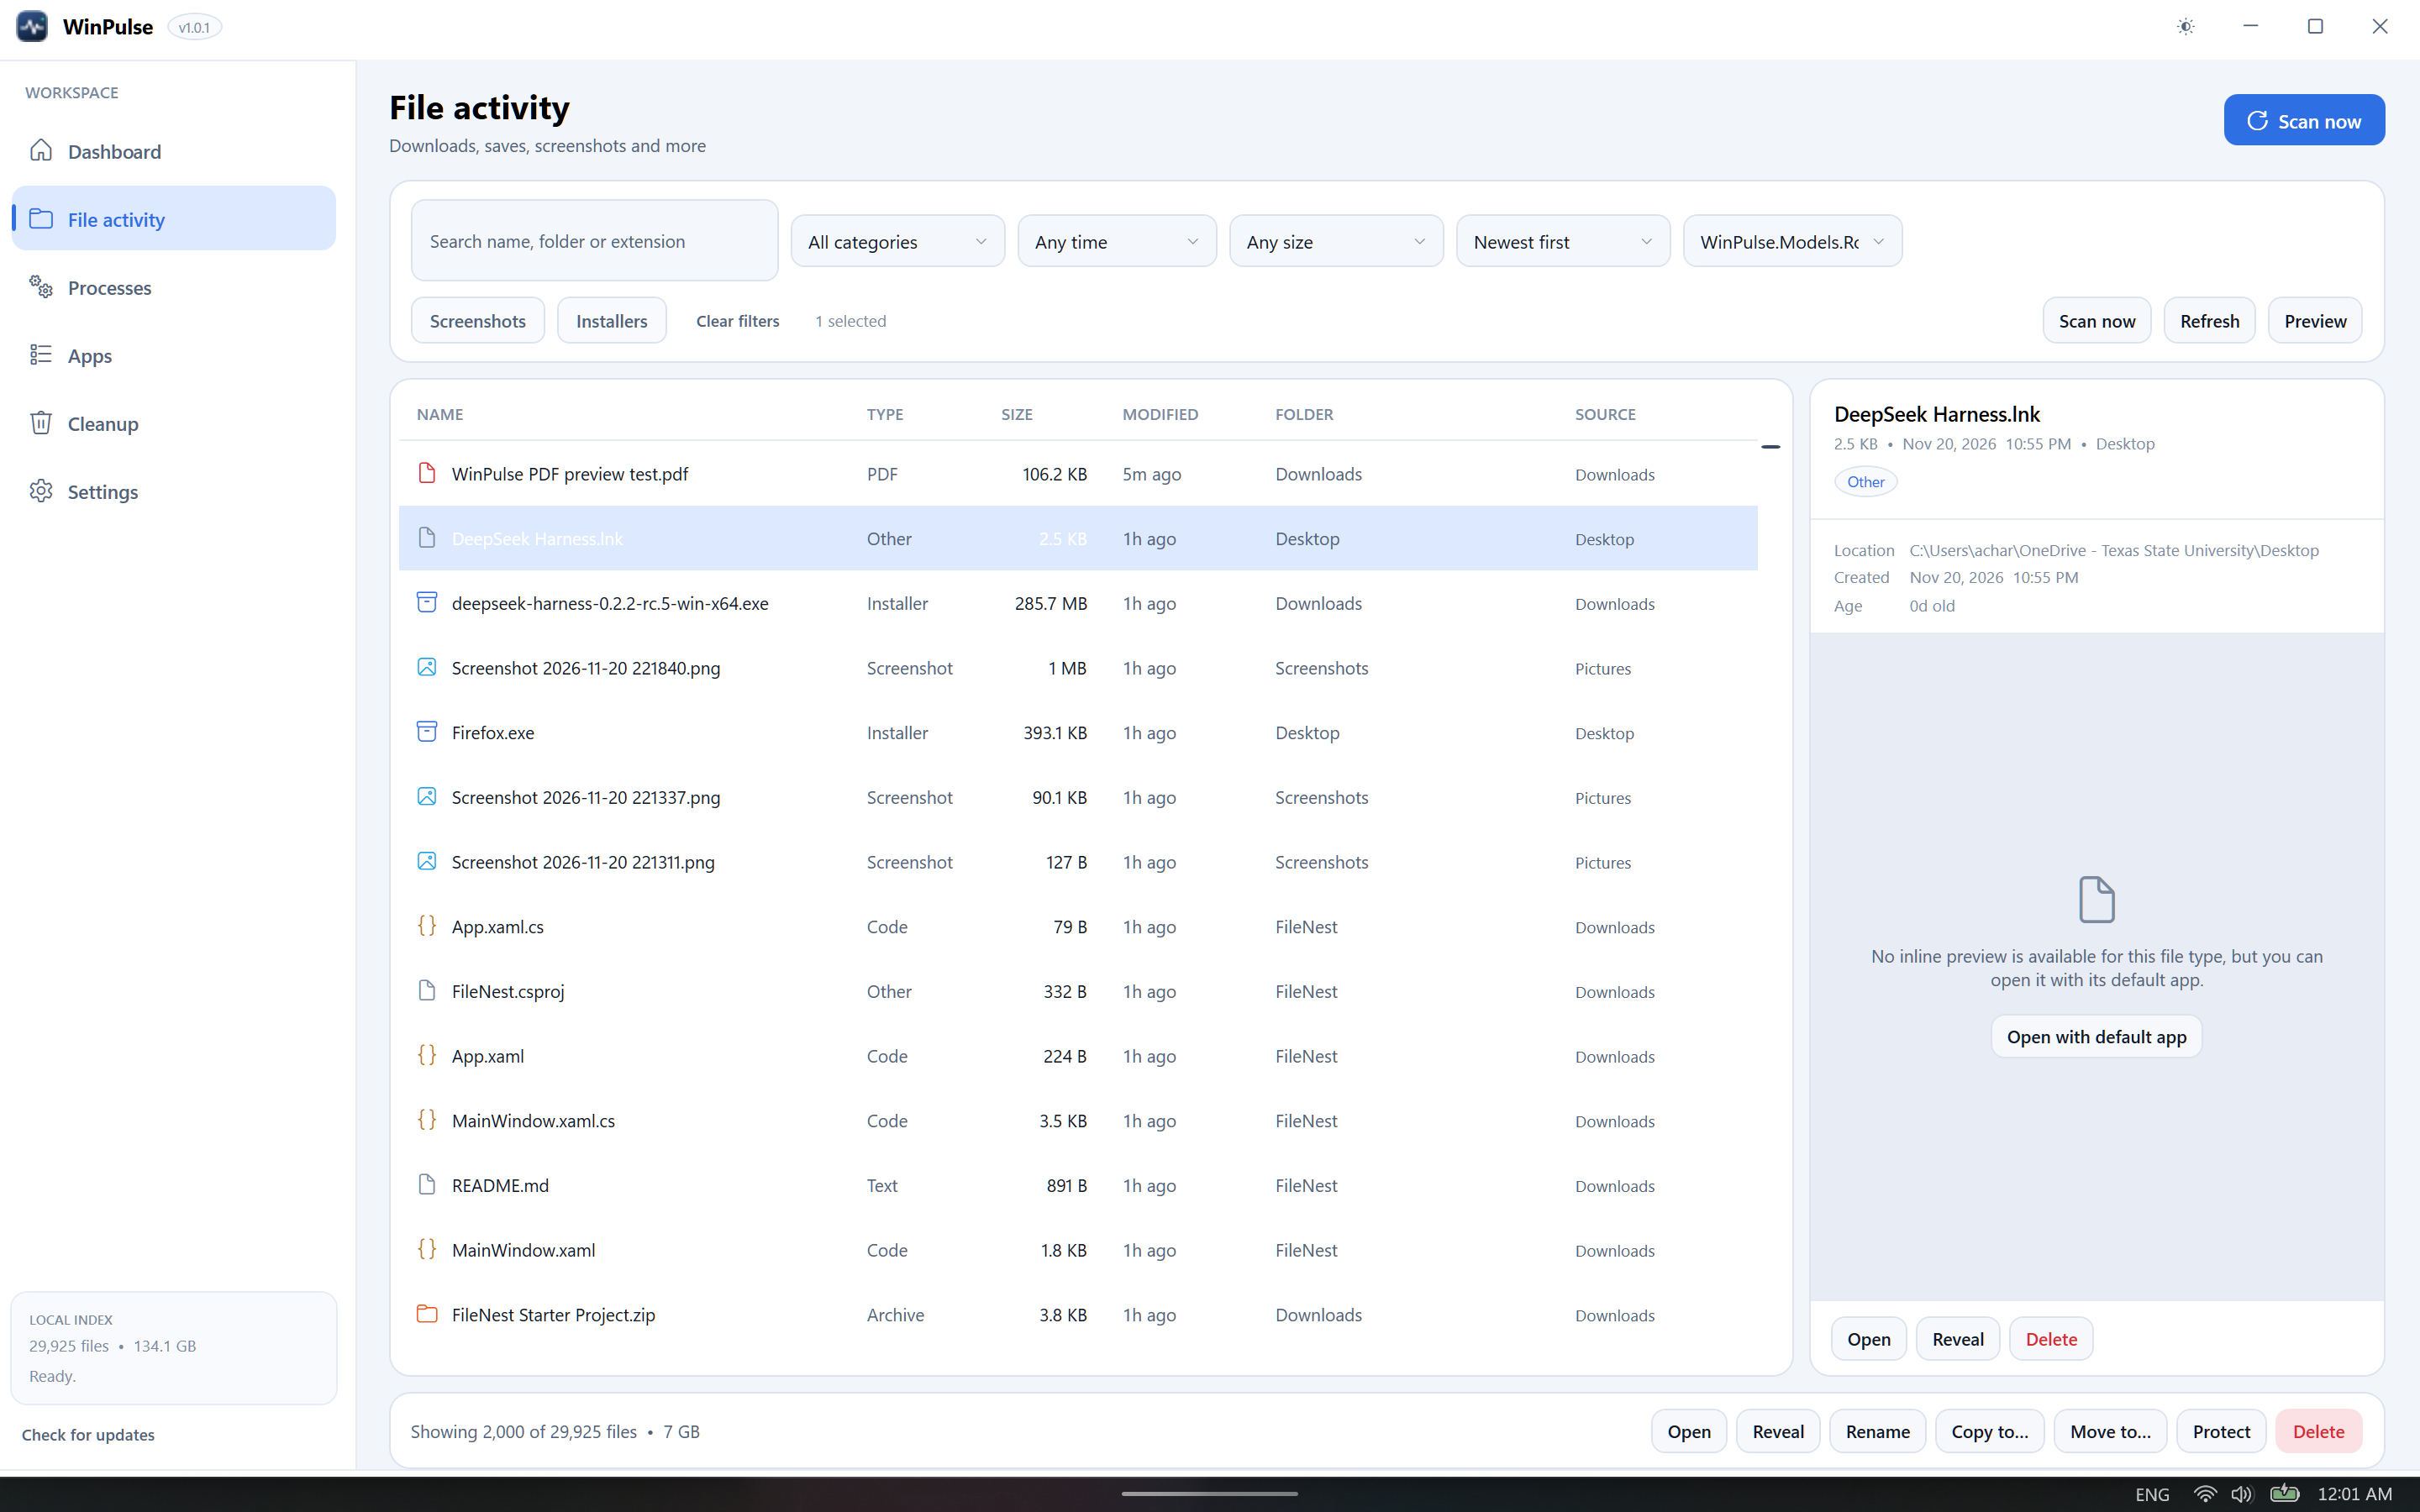 WinPulse v1.0.1
WORKSPACE
Dashboard
File activity
Processes
Apps
Cleanup
Settings
LOCAL INDEX
29,925 files • 134.1 GB
Ready.
Check for updates
File activity
Downloads, saves, screenshots and more
Scan now
Search name, folder or extension
All categories
Any time
Any size
Newest first
WinPulse.Models.Rc
Screenshots
Installers
Clear filters
1 selected
Scan now
Refresh
Preview
NAME TYPE SIZE MODIFIED FOLDER SOURCE
WinPulse PDF preview test.pdf PDF 106.2 KB 5m ago Downloads Downloads
DeepSeek Harness.lnk Other 2.5 KB 1h ago Desktop Desktop
deepseek-harness-0.2.2-rc.5-win-x64.exe Installer 285.7 MB 1h ago Downloads Downloads
Screenshot 2026-11-20 221840.png Screenshot 1 MB 1h ago Screenshots Pictures
Firefox.exe Installer 393.1 KB 1h ago Desktop Desktop
Screenshot 2026-11-20 221337.png Screenshot 90.1 KB 1h ago Screenshots Pictures
Screenshot 2026-11-20 221311.png Screenshot 127 B 1h ago Screenshots Pictures
App.xaml.cs Code 79 B 1h ago FileNest Downloads
FileNest.csproj Other 332 B 1h ago FileNest Downloads
App.xaml Code 224 B 1h ago FileNest Downloads
MainWindow.xaml.cs Code 3.5 KB 1h ago FileNest Downloads
README.md Text 891 B 1h ago FileNest Downloads
MainWindow.xaml Code 1.8 KB 1h ago FileNest Downloads
FileNest Starter Project.zip Archive 3.8 KB 1h ago Downloads Downloads
DeepSeek Harness.lnk
2.5 KB • Nov 20, 2026 10:55 PM • Desktop
Other
Location C:\Users\achar\OneDrive - Texas State University\Desktop
Created Nov 20, 2026 10:55 PM
Age 0d old
No inline preview is available for this file type, but you can
open it with its default app.
Open with default app
Open Reveal Delete
Showing 2,000 of 29,925 files • 7 GB
Open Reveal Rename Copy to... Move to... Protect Delete
ENG 12:01 AM